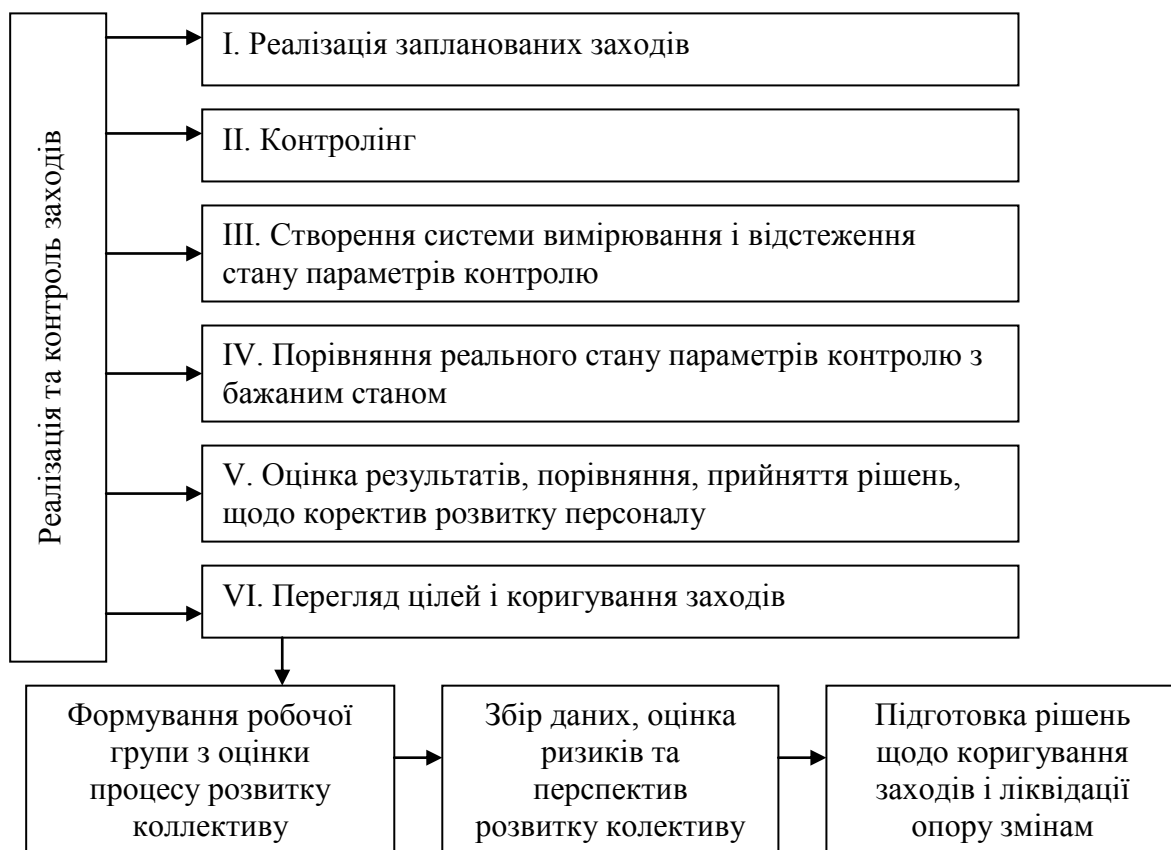 Реалізація та контроль заходів
I. Реалізація запланованих заходів
II. Контролінг
III. Створення системи вимірювання і відстеження
стану параметрів контролю
IV. Порівняння реального стану параметрів контролю з
бажаним станом
V. Оцінка результатів, порівняння, прийняття рішень,
щодо коректив розвитку персоналу
VI. Перегляд цілей і коригування заходів
Формування робочої
групи з оцінки
процесу розвитку
коллективу
Збір даних, оцінка
ризиків та
перспектив
розвитку колективу
Підготовка рішень
щодо коригування
заходів і ліквідації
опору змінам